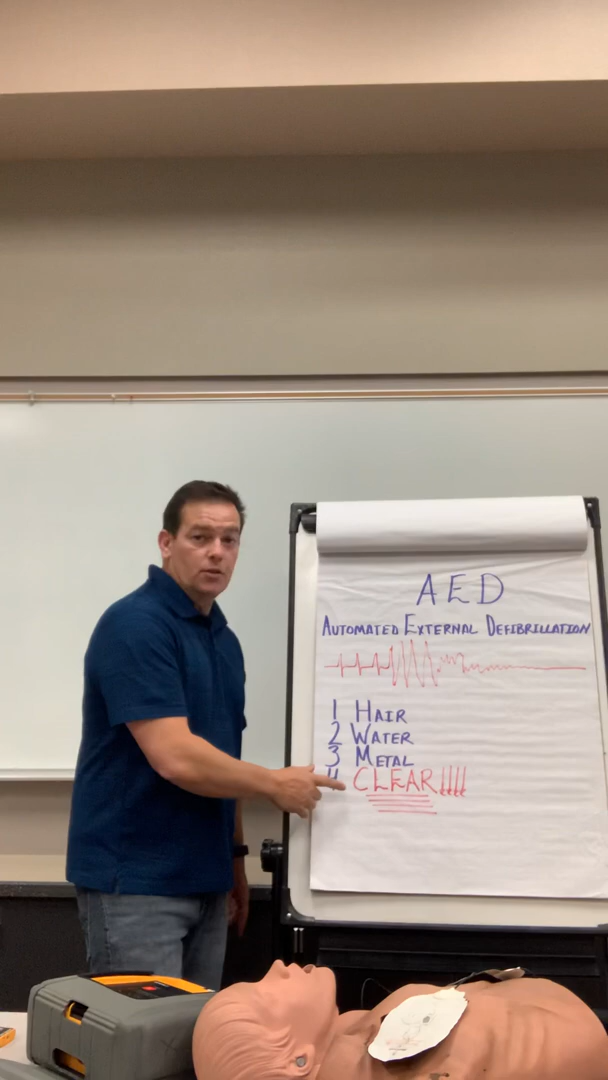 AED
AUTOMATED EXTERNAL DEFIBRILLATION
1 HAIR
2 WATER
3 METAL
4 CLEAR!!!!